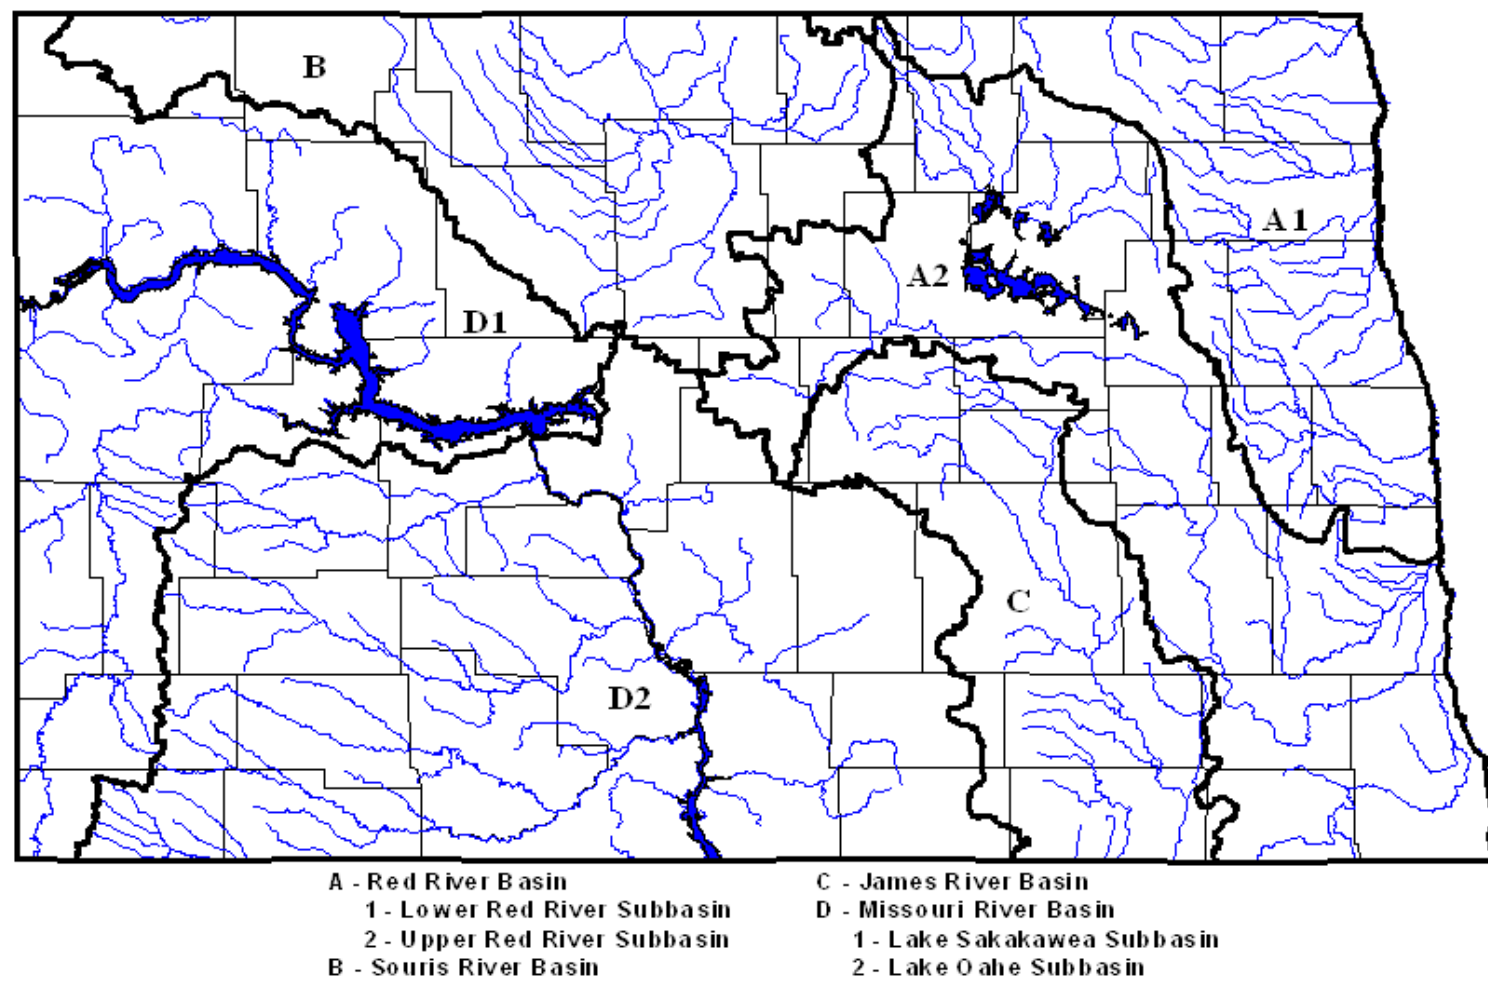 B
A1
A2
D1
C
D2
A - Red River Basin
1 - Lower Red River Subbasin
2 - Upper Red River Subbasin
B - Souris River Basin
C - James River Basin
D - Missouri River Basin
1 - Lake Sakakawea Subbasin
2 - Lake Oahe Subbasin